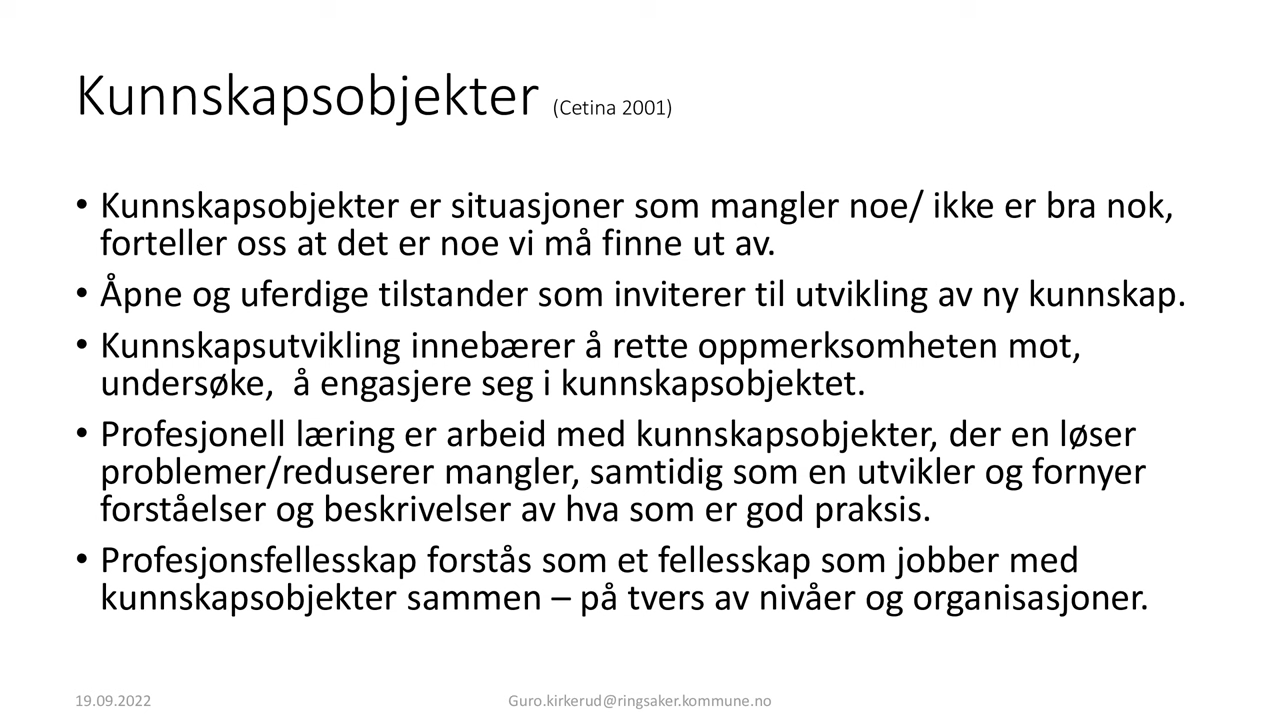 Kunnskapsobjekter (Cetina 2001)
• Kunnskapsobjekter er situasjoner som mangler noe/ ikke er bra nok,
forteller oss at det er noe vi må finne ut av.
• Åpne og uferdige tilstander som inviterer til utvikling av ny kunnskap.
• Kunnskapsutvikling innebærer å rette oppmerksomheten mot,
undersøke,  å engasjere seg i kunnskapsobjektet.
• Profesjonell læring er arbeid med kunnskapsobjekter, der en løser
problemer/reduserer mangler, samtidig som en utvikler og fornyer
forståelser og beskrivelser av hva som er god praksis.
• Profesjonsfellesskap forstås som et fellesskap som jobber med
kunnskapsobjekter sammen – på tvers av nivåer og organisasjoner.
19.09.2022
Guro.kirkerud@ringsaker.kommune.no